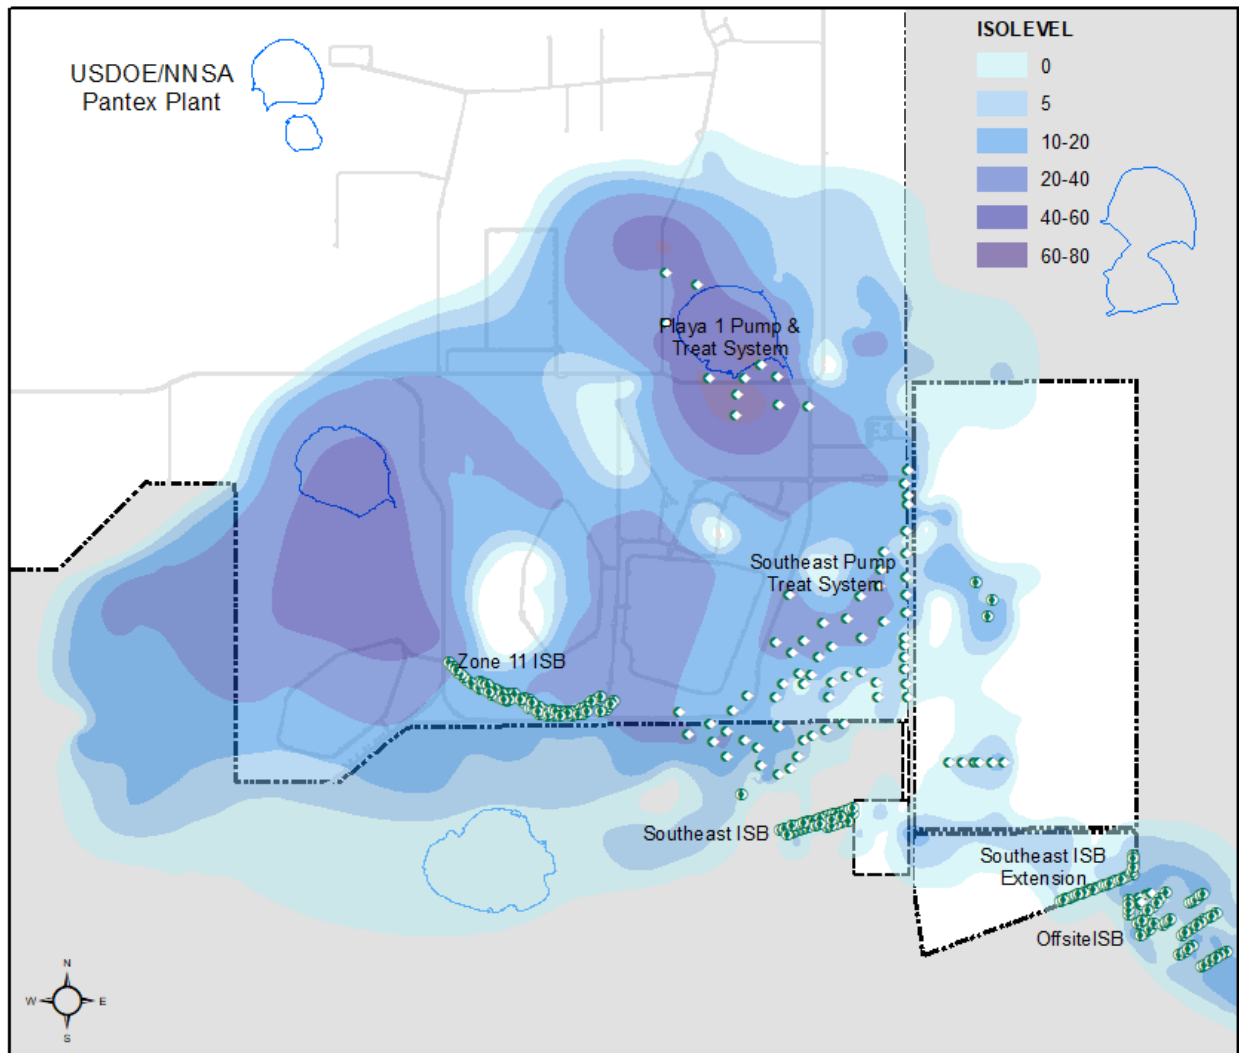 USDOE/NNSA
Pantex Plant
ISOLEVEL
0
5
10-20
20-40
40-60
60-80
Playa 1 Pump &
Treat System
Southeast Pump
Treat System
Zone 11 ISB
Southeast ISB
Southeast ISB
Extension
OffsiteISB
N
W
E
S